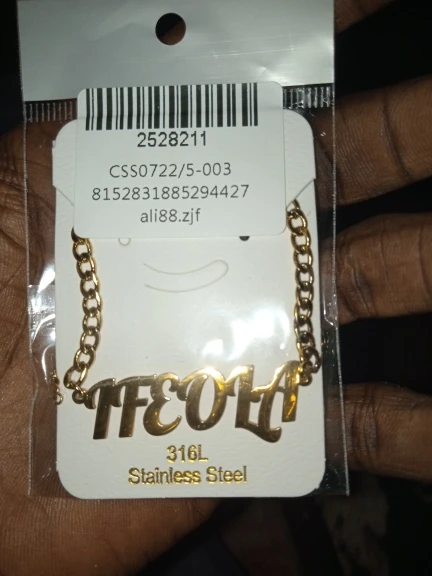 2528211
CSS0722/5-003
8152831885294427
ali88.zjf
IFEOLA
316L
Stainless Steel